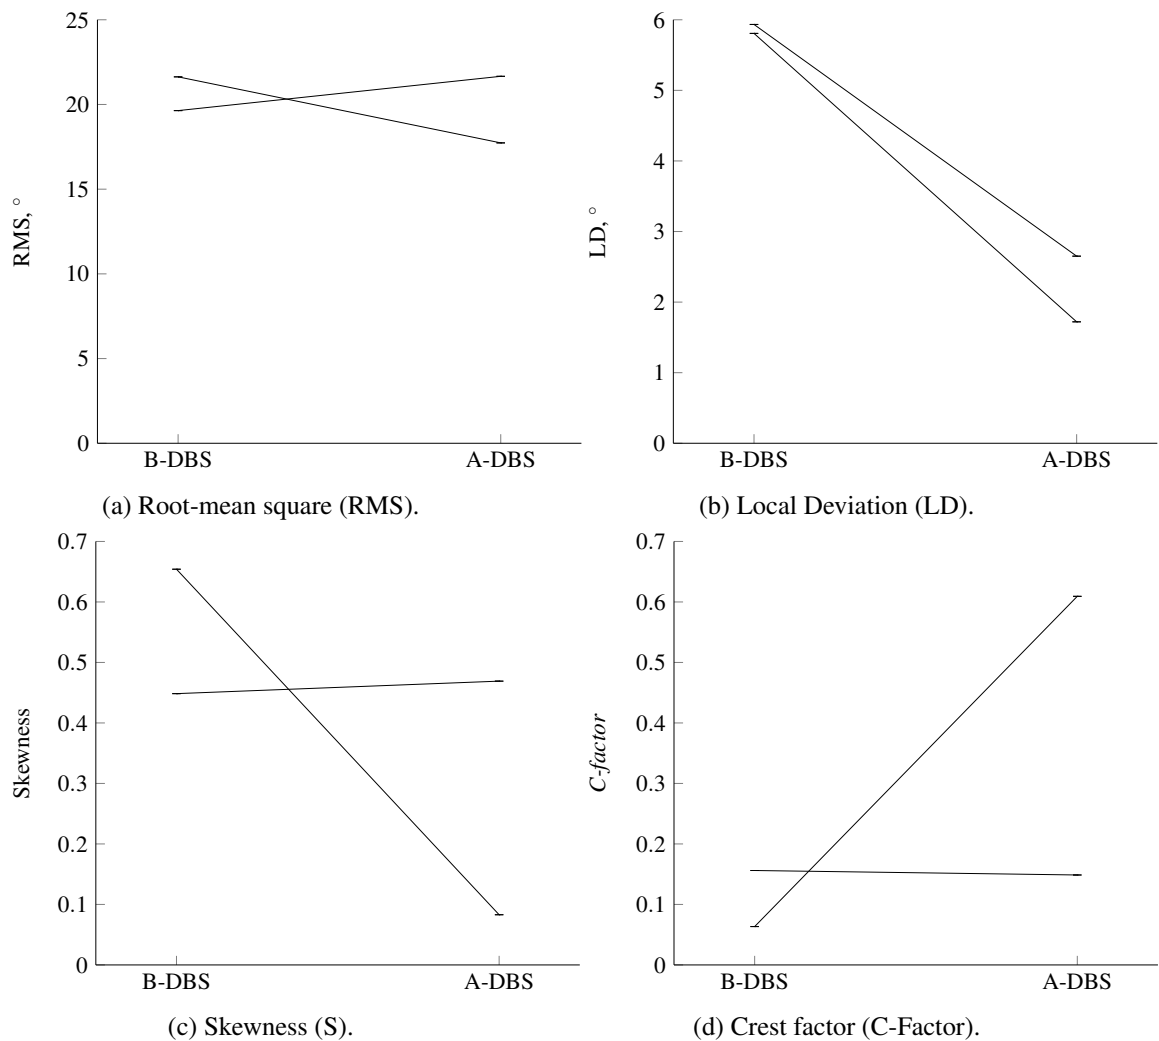 25
20
15
10
5
0
RMS, °
B-DBS A-DBS
(a) Root-mean square (RMS).
6
5
4
3
2
1
0
LD, °
B-DBS A-DBS
(b) Local Deviation (LD).
0.7
0.6
0.5
0.4
0.3
0.2
0.1
0
Skewness
B-DBS A-DBS
(c) Skewness (S).
0.7
0.6
0.5
0.4
0.3
0.2
0.1
0
C-factor
B-DBS A-DBS
(d) Crest factor (C-Factor).